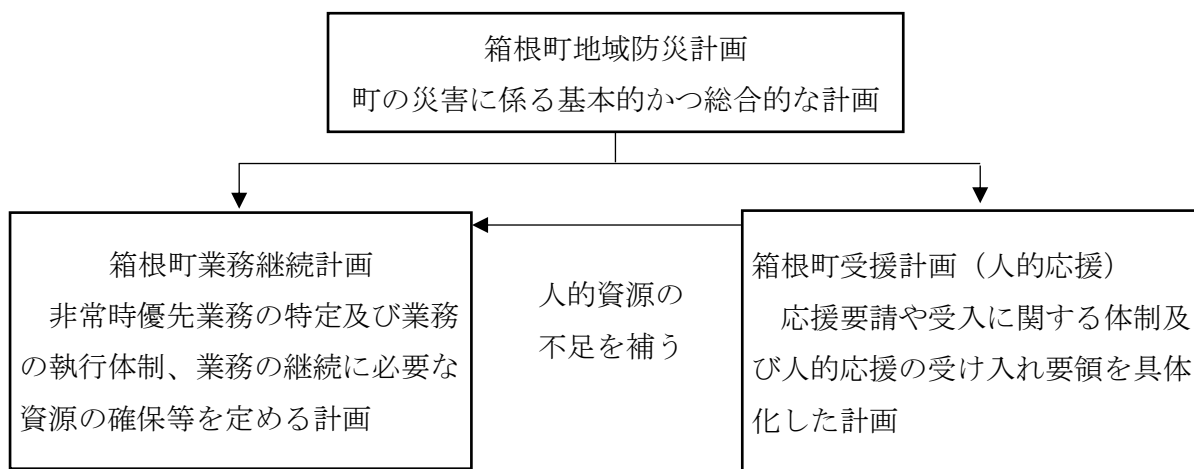 箱根町地域防災計画
町の災害に係る基本的かつ総合的な計画
箱根町業務継続計画
非常時優先業務の特定及び業務
の執行体制、業務の継続に必要な
資源の確保等を定める計画
人的資源の
不足を補う
箱根町受援計画（人的応援）
応援要請や受入に関する体制及
び人的応援の受け入れ要領を具体
化した計画